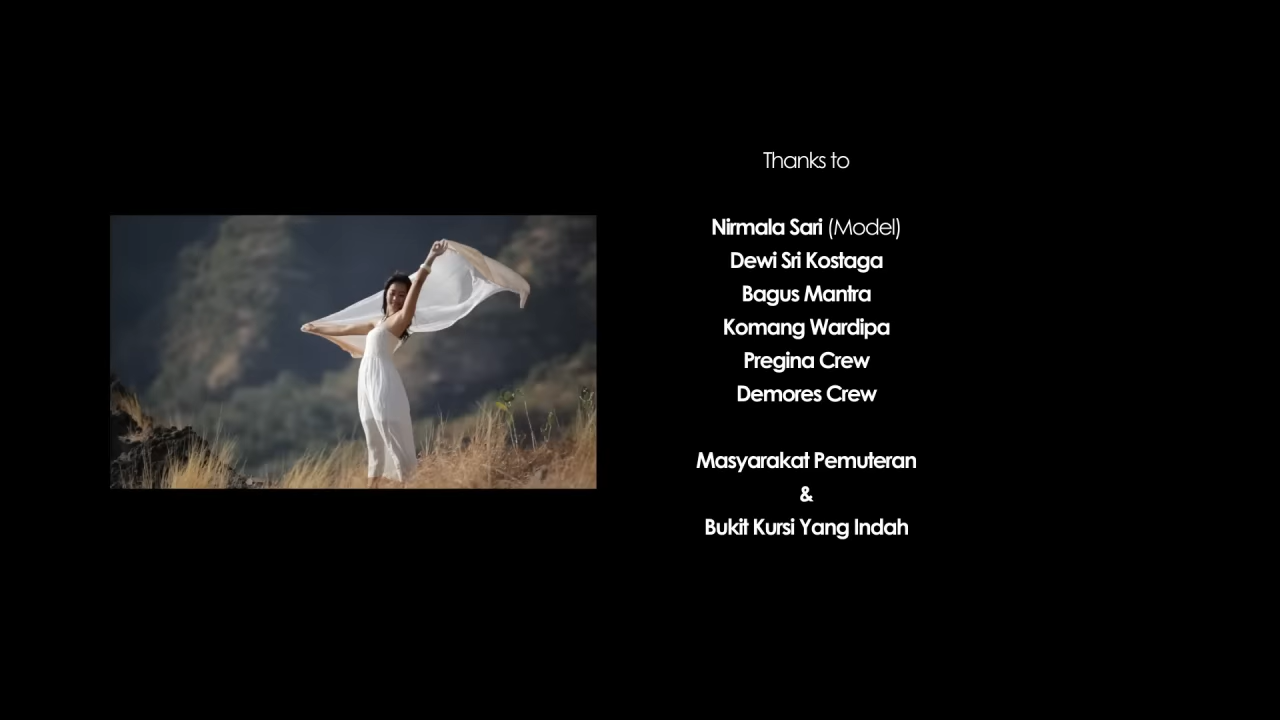 Thanks to
Nirmala Sari (Model)
Dewi Sri Kostaga
Bagus Mantra
Komang Wardipa
Pregina Crew
Demores Crew
Masyarakat Pemuteran
&
Bukit Kursi Yang Indah